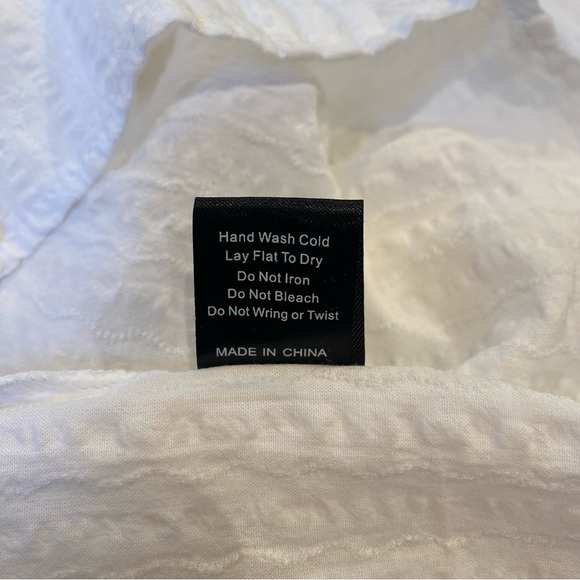 Hand Wash Cold
Lay Flat To Dry
Do Not Iron
Do Not Bleach
Do Not Wring or Twist
MADE IN CHINA